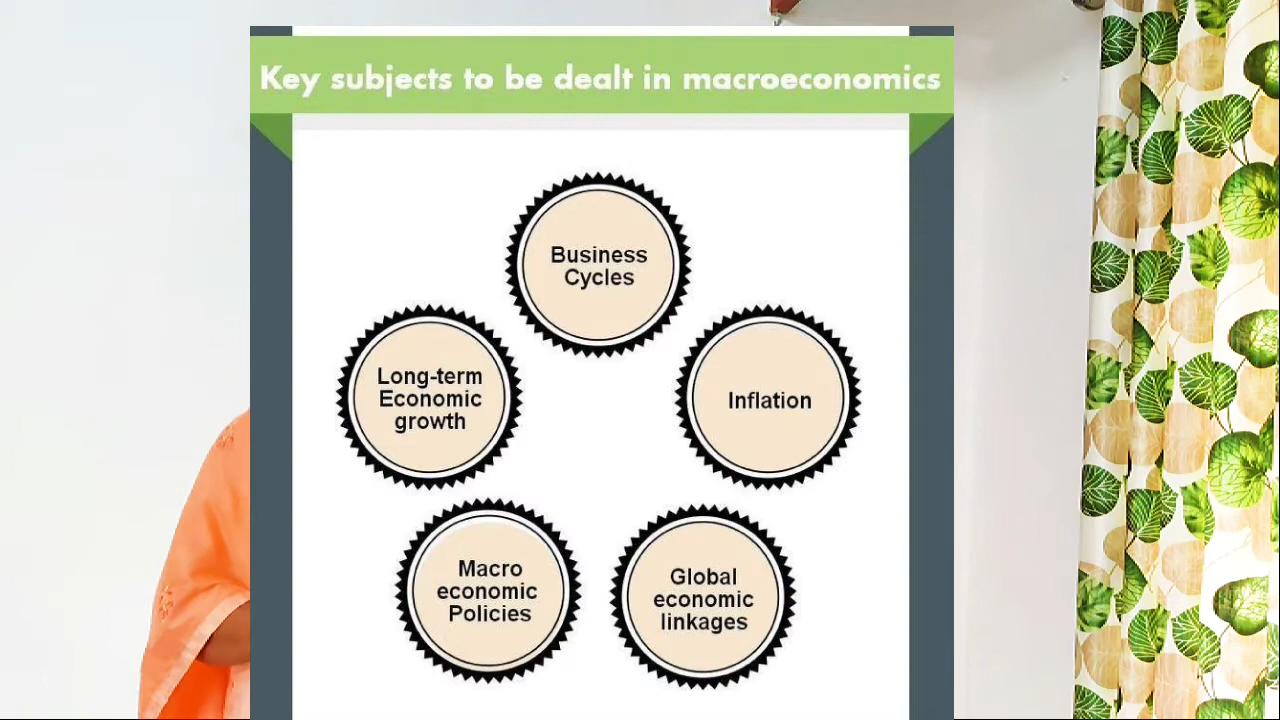 Key subjects to be dealt in macroeconomics
Business
Cycles
Long-term
Economic
growth
Inflation
Macro
economic
Policies
Global
economic
linkages